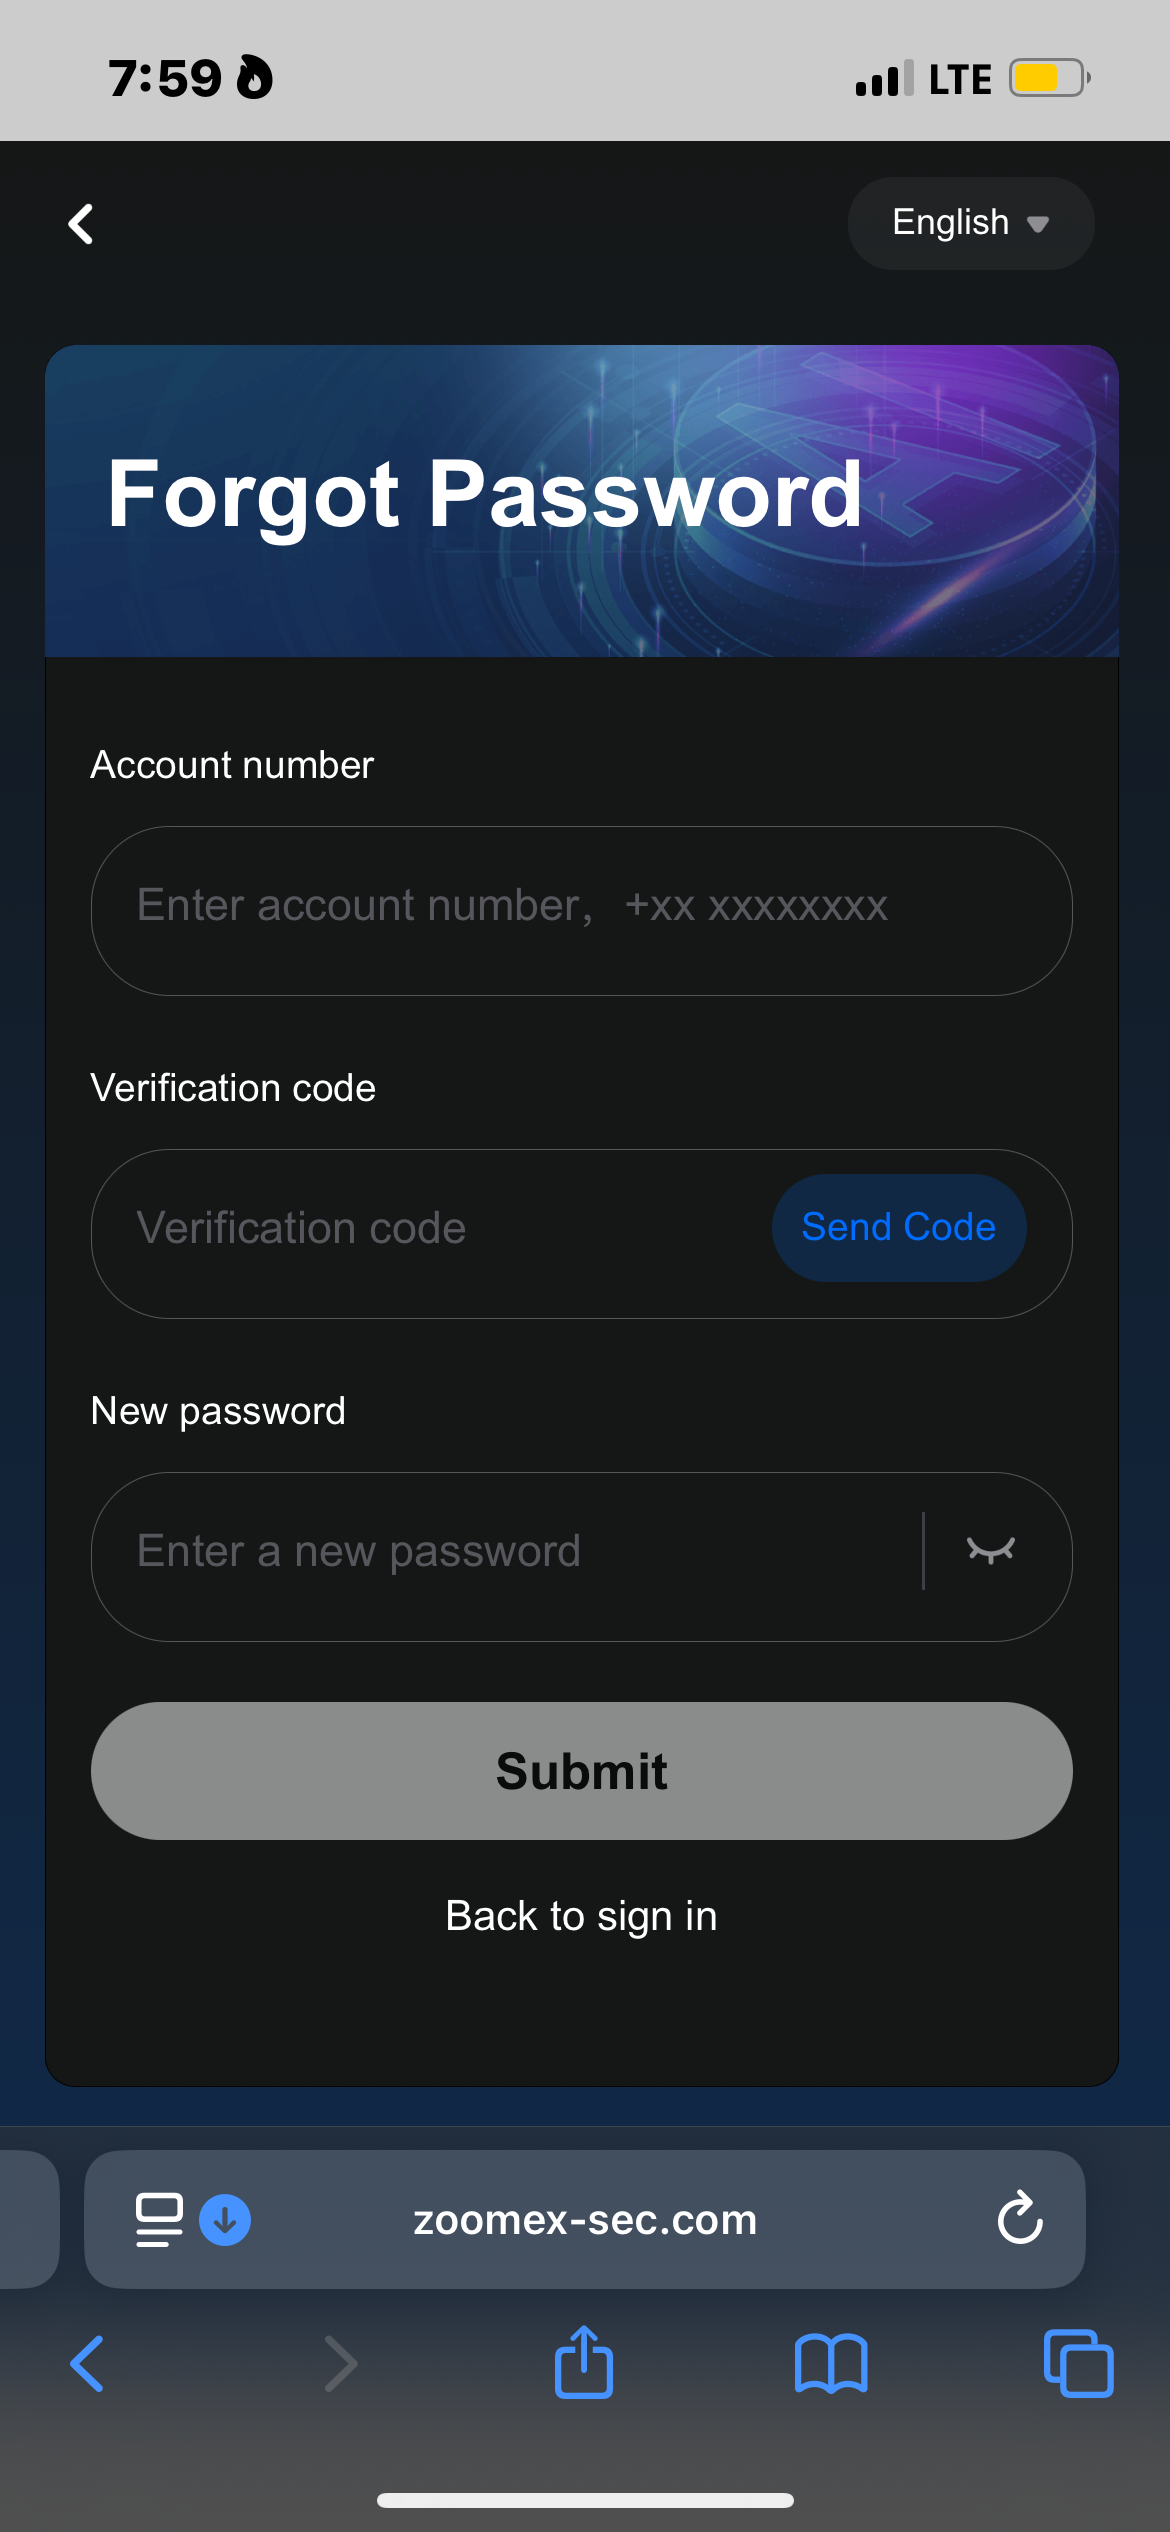 7:59 LTE
English
Forgot Password
Account number
Enter account number， +xx xxxxxxxx
Verification code
Verification code Send Code
New password
Enter a new password
Submit
Back to sign in
zoomex-sec.com